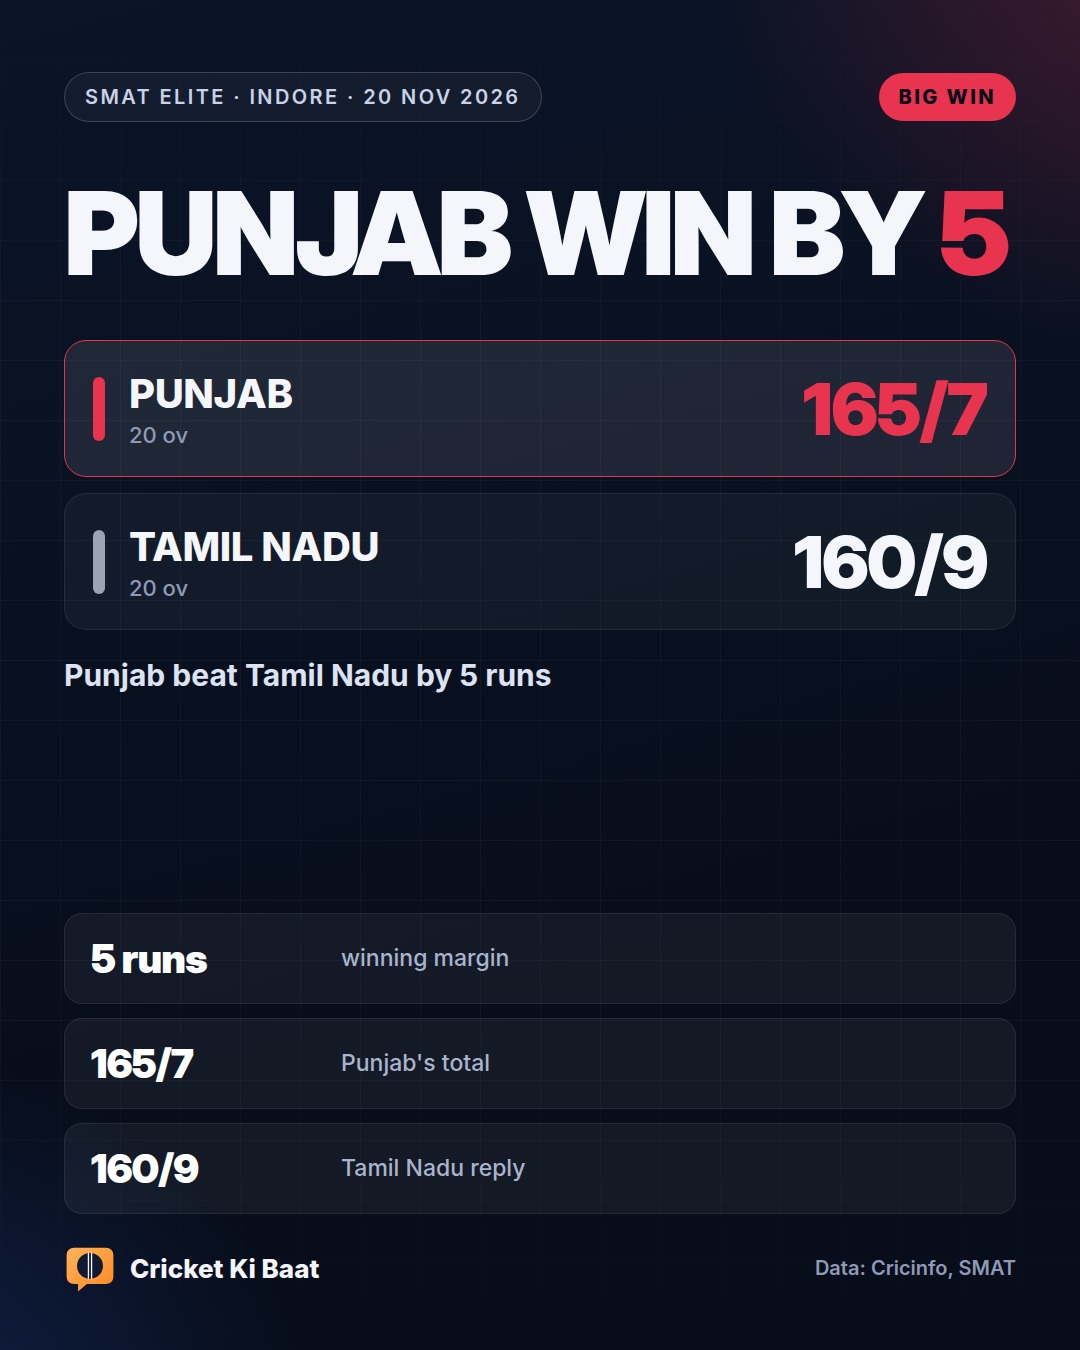 SMAT ELITE · INDORE · 20 NOV 2026
BIG WIN
PUNJAB WIN BY 5
PUNJAB
20 ov
165/7
TAMIL NADU
20 ov
160/9
Punjab beat Tamil Nadu by 5 runs
5 runs winning margin
165/7 Punjab's total
160/9 Tamil Nadu reply
Cricket Ki Baat
Data: Cricinfo, SMAT